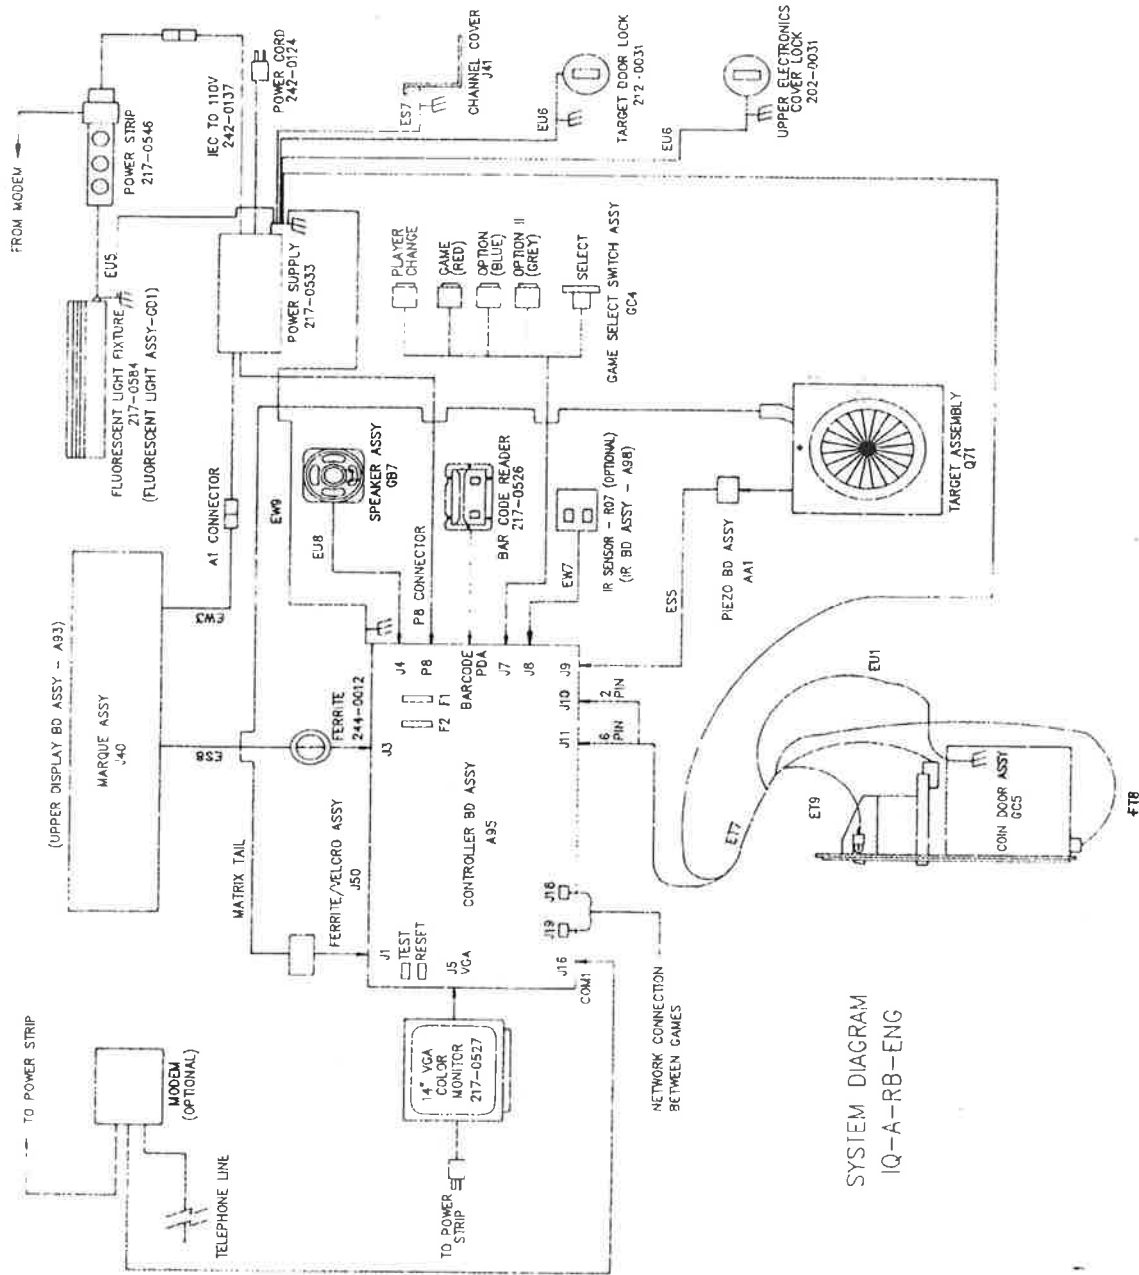 FROM MODEM
POWER STRIP
217-0546
EU5
FLUORESCENT LIGHT FIXTURE
217-0584
(FLUORESCENT LIGHT ASSY-GD1)
IEC TO 110V
242-0137
POWER CORD
242-0124
ES7
CHANNEL COVER
J41
EU6
TARGET DOOR LOCK
212-0031
EU6
UPPER ELECTRONICS
COVER LOCK
202-0031
POWER SUPPLY
217-0533
PLAYER
CHANGE
GAME
(RED)
OPTION
(BLUE)
OPTION II
(GREY)
SELECT
GAME SELECT SWITCH ASSY
GC4
A1 CONNECTOR
EW9
EW3
(UPPER DISPLAY BD ASSY - A93)
MARQUE ASSY
J40
ES8
FERRITE
244-0012
MATRIX TAIL
FERRITE/VELCRO ASSY
J50
EU8
SPEAKER ASSY
GB7
P8 CONNECTOR
BAR CODE READER
217-0526
EW7
IR SENSOR - R07 (OPTIONAL)
(IR BD ASSY - A98)
ES5
PIEZO BD ASSY
AA1
TARGET ASSEMBLY
Q71
J1
TEST
RESET
J5
VGA
J16
COM1
J19
J18
J3
F2
F1
J4
P8
BARCODE
PDA
J7
J8
J9
J10
J11
CONTROLLER BD ASSY
A95
6
PIN
2
PIN
EU1
ET7
ET9
COIN DOOR ASSY
GC5
ET8
TO POWER STRIP
MODEM
(OPTIONAL)
TELEPHONE LINE
14" VGA
COLOR
MONITOR
217-0527
TO POWER
STRIP
NETWORK CONNECTION
BETWEEN GAMES
SYSTEM DIAGRAM
IQ-A-RB-ENG